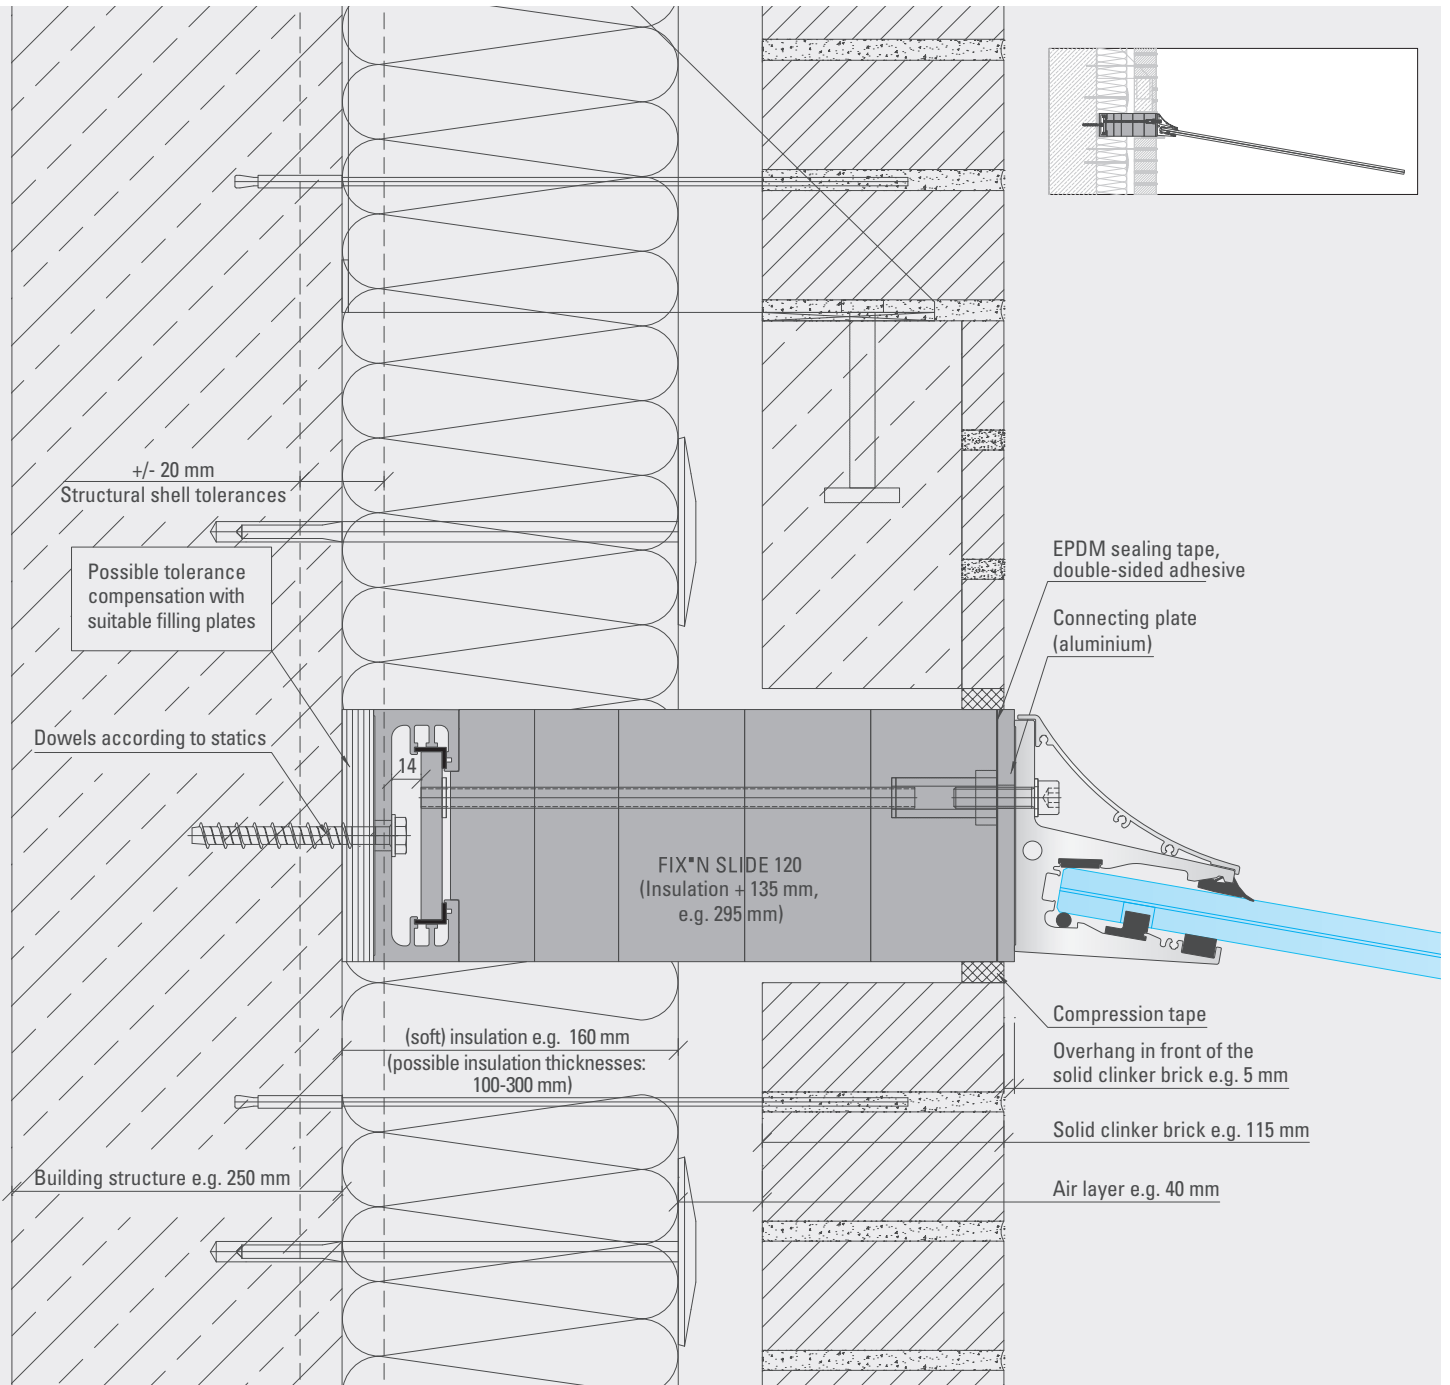 +/- 20 mm
Structural shell tolerances
Possible tolerance
compensation with
suitable filling plates
EPDM sealing tape,
double-sided adhesive
Connecting plate
(aluminium)
Dowels according to statics
14
FIX■N SLIDE 120
(Insulation + 135 mm,
e.g. 295 mm)
Compression tape
(soft) insulation e.g. 160 mm
(possible insulation thicknesses:
100-300 mm)
Overhang in front of the
solid clinker brick e.g. 5 mm
Solid clinker brick e.g. 115 mm
Building structure e.g. 250 mm
Air layer e.g. 40 mm